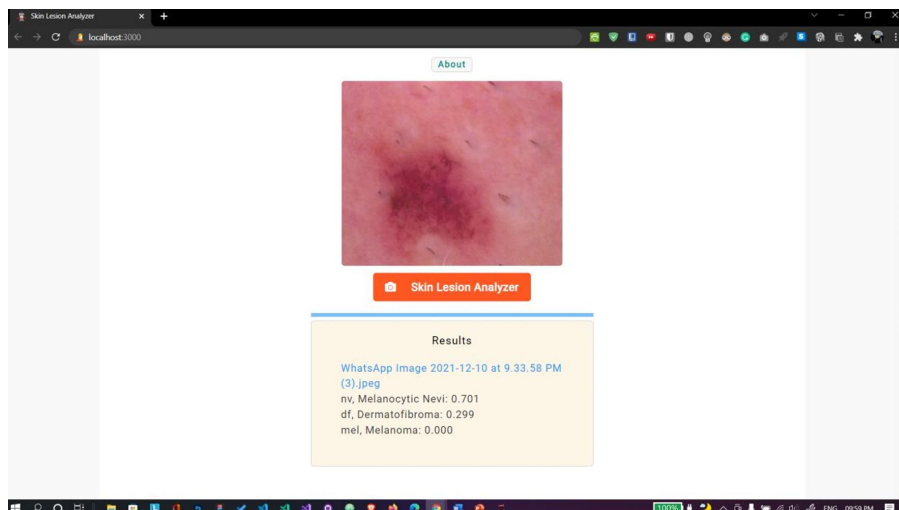 Skin Lesion Analyzer
localhost:3000
About
Skin Lesion Analyzer
Results
WhatsApp Image 2021-12-10 at 9.33.58 PM
(3).jpeg
nv, Melanocytic Nevi: 0.701
df, Dermatofibroma: 0.299
mel, Melanoma: 0.000
100%
ENG 09:59 PM